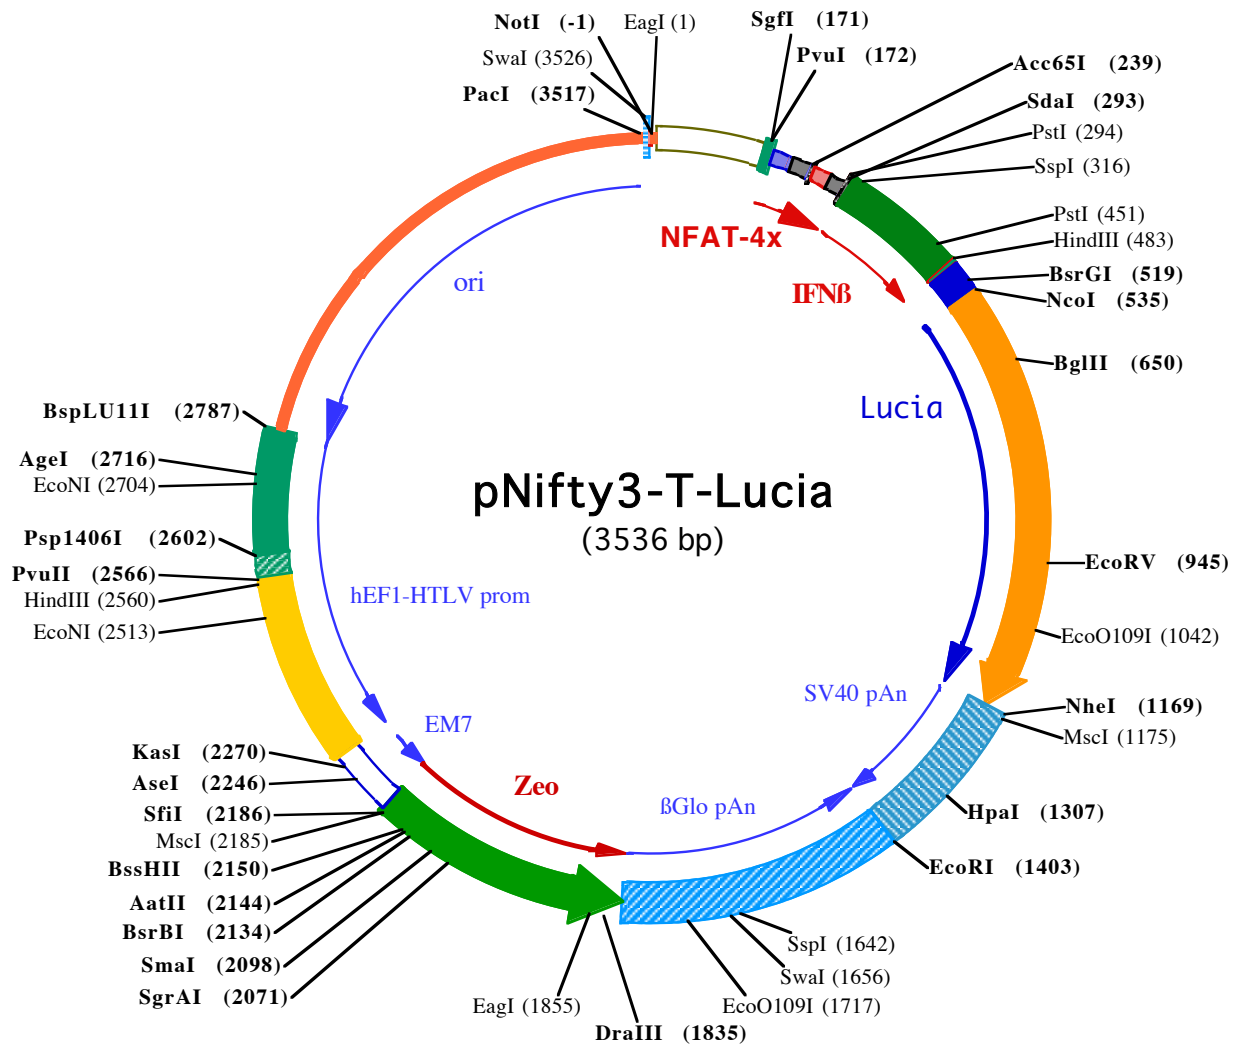 NotI (-1)
EagI (1)
SgfI (171)
SwaI (3526)
PvuI (172)
PacI (3517)
Acc65I (239)
SdaI (293)
PstI (294)
SspI (316)
PstI (451)
HindIII (483)
BsrGI (519)
NcoI (535)
BglII (650)
NFAT-4x
IFNß
ori
Lucia
BspLU11I (2787)
AgeI (2716)
EcoNI (2704)
pNifty3-T-Lucia
(3536 bp)
Psp1406I (2602)
PvuII (2566)
HindIII (2560)
EcoNI (2513)
hEF1-HTLV prom
EcoRV (945)
EcoO109I (1042)
SV40 pAn
NheI (1169)
MscI (1175)
EM7
KasI (2270)
AseI (2246)
SfiI (2186)
MscI (2185)
BssHII (2150)
AatII (2144)
BsrBI (2134)
SmaI (2098)
SgrAI (2071)
Zeo
ßGlo pAn
HpaI (1307)
EcoRI (1403)
SspI (1642)
SwaI (1656)
EcoO109I (1717)
EagI (1855)
DraIII (1835)